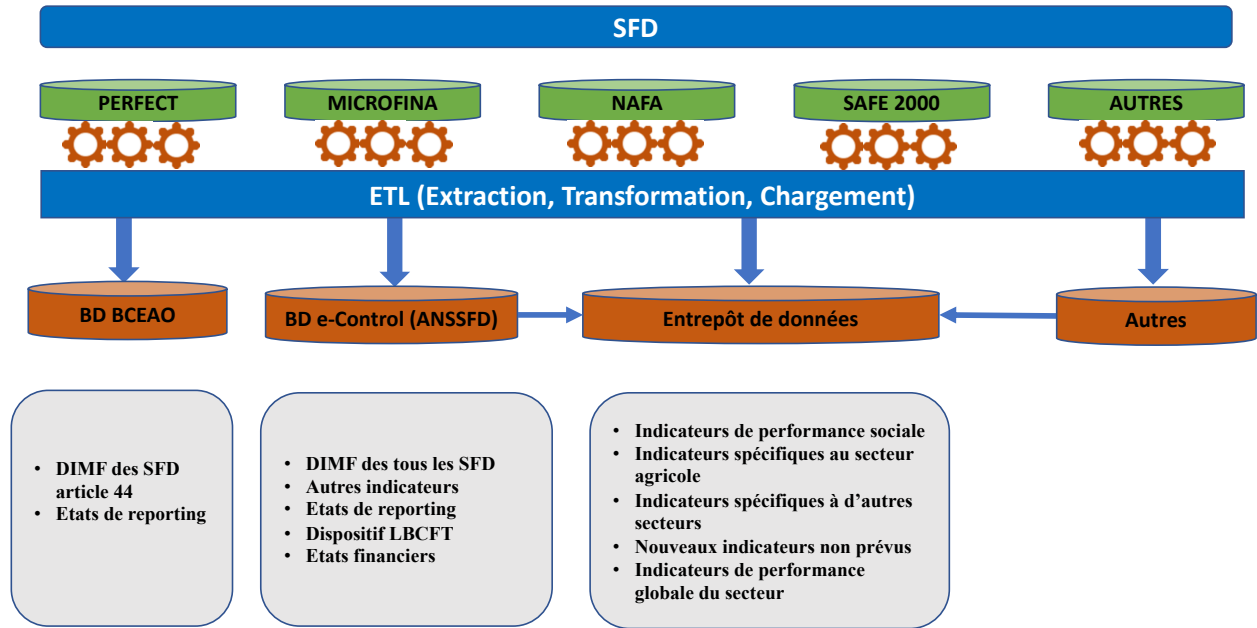 SFD
PERFECT
MICROFINA
NAFA
SAFE 2000
AUTRES
ETL (Extraction, Transformation, Chargement)
BD BCEAO
BD e-Control (ANSSFD)
Entrepôt de données
Autres
• DIMF des SFD
article 44
• Etats de reporting
• DIMF des tous les SFD
• Autres indicateurs
• Etats de reporting
• Dispositif LBCFT
• Etats financiers
• Indicateurs de performance sociale
• Indicateurs spécifiques au secteur
agricole
• Indicateurs spécifiques à d’autres
secteurs
• Nouveaux indicateurs non prévus
• Indicateurs de performance
globale du secteur